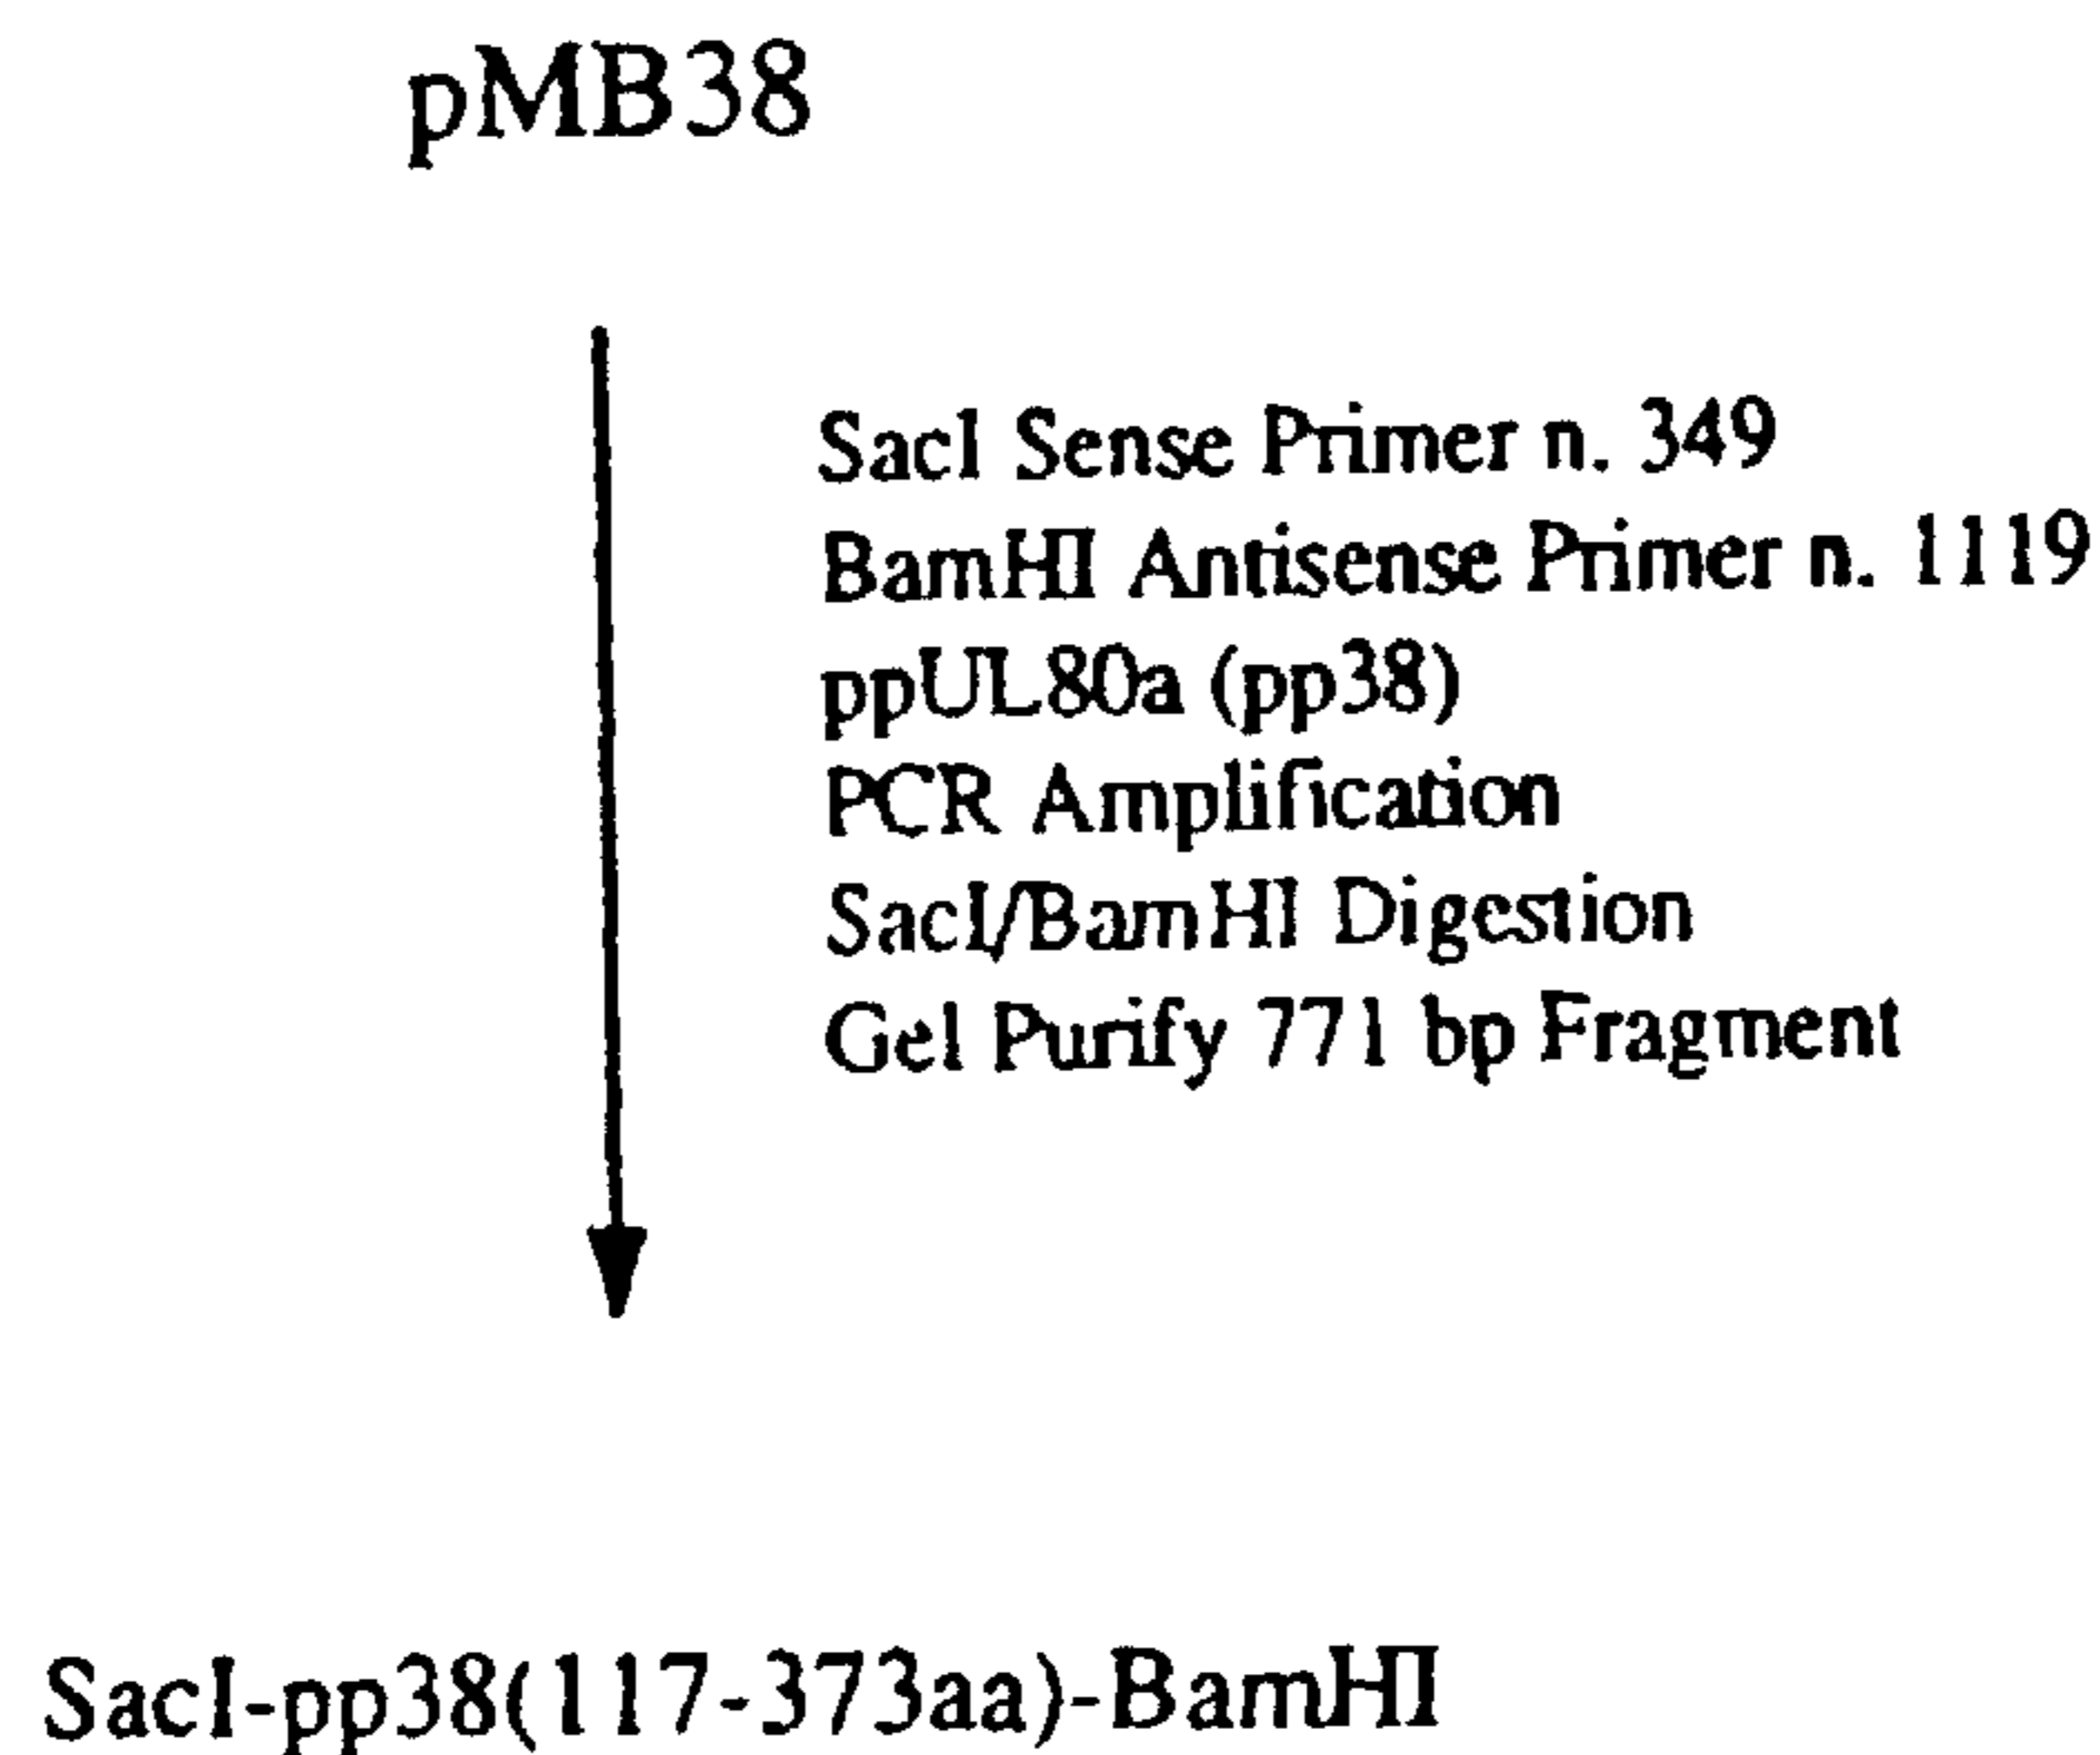 pMB38
SacI Sense Primer n. 349
BamHI Antisense Primer n. 1119
ppUL80a (pp38)
PCR Amplification
SacI/BamHI Digestion
Gel Purify 771 bp Fragment
SacI-pp38(117-373aa)-BamHI